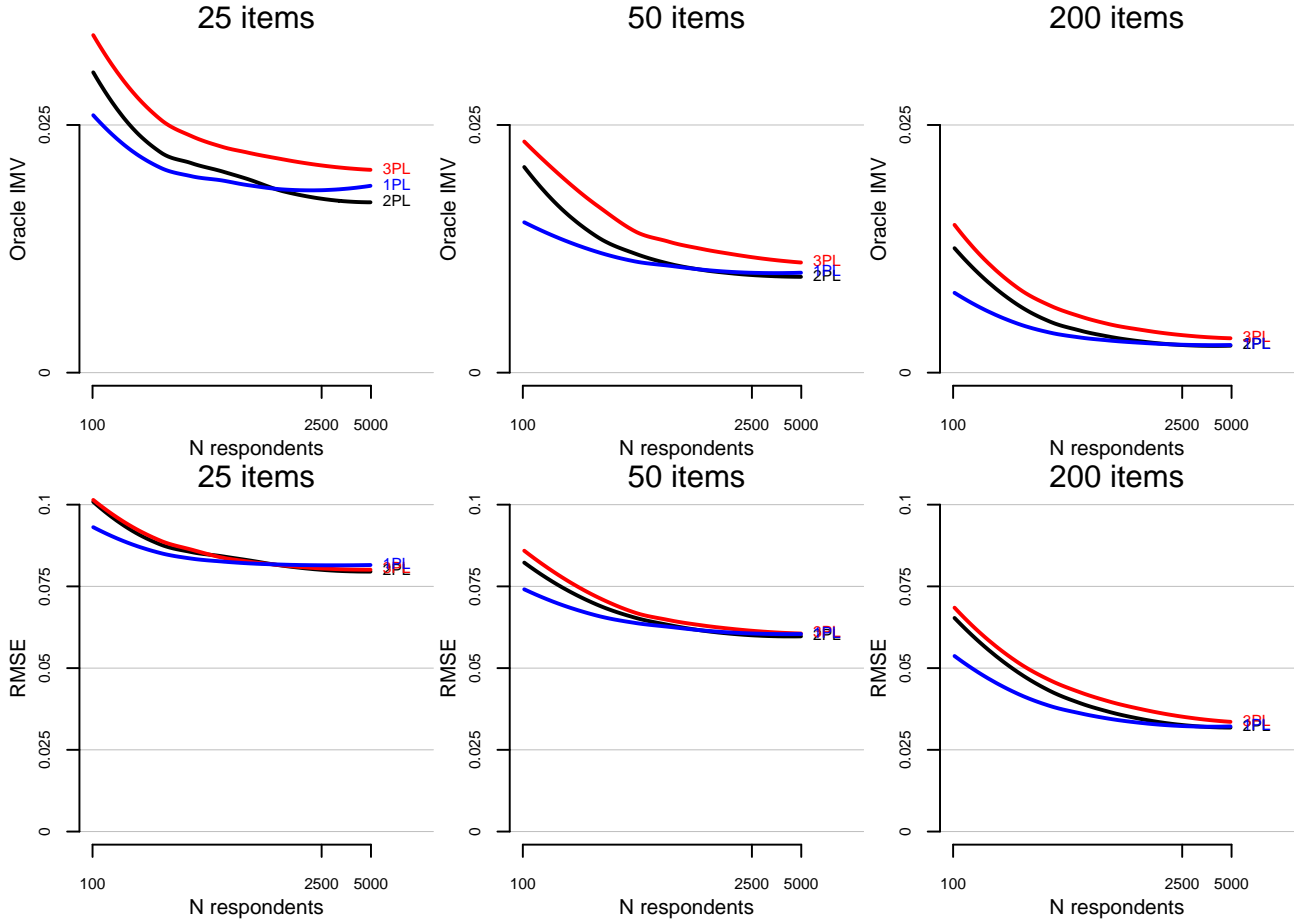 25 items
50 items
200 items
Oracle IMV
0.025
0
3PL
1PL
2PL
100
2500
5000
N respondents
Oracle IMV
0.025
0
3PL
1PL
2PL
100
2500
5000
N respondents
Oracle IMV
0.025
0
3PL
2PL
1PL
100
2500
5000
N respondents
25 items
50 items
200 items
RMSE
0.1
0.075
0.05
0.025
0
1PL
3PL
2PL
100
2500
5000
N respondents
RMSE
0.1
0.075
0.05
0.025
0
3PL
1PL
2PL
100
2500
5000
N respondents
RMSE
0.1
0.075
0.05
0.025
0
3PL
1PL
2PL
100
2500
5000
N respondents